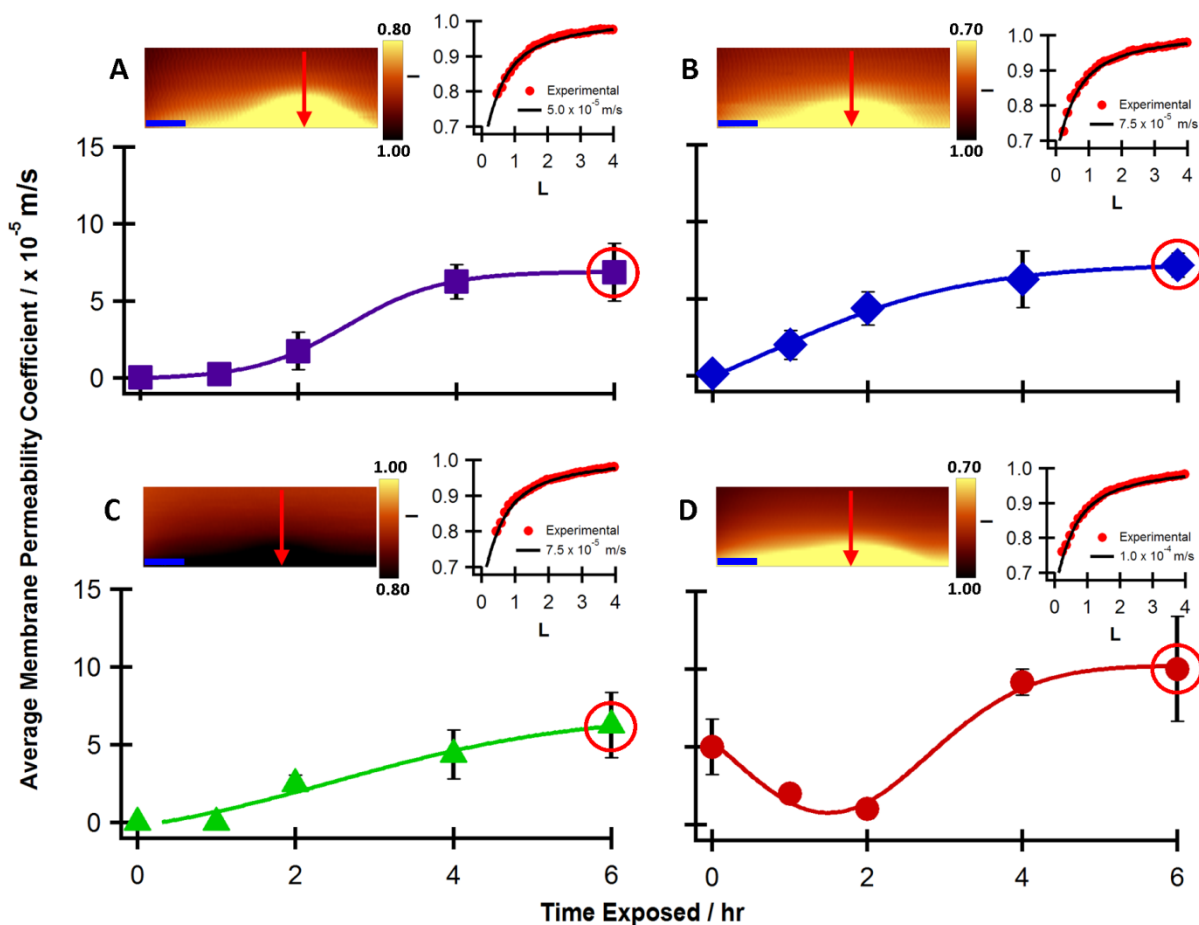 Average Membrane Permeability Coefficient / x 10⁻⁵ m/s
A
0.80
I
1.00
1.0
0.9
0.8
0.7
Experimental
5.0 x 10⁻⁵ m/s
0 1 2 3 4
L
B
0.70
I
1.00
1.0
0.9
0.8
0.7
Experimental
7.5 x 10⁻⁵ m/s
0 1 2 3 4
L
15
10
5
0
C
1.00
I
0.80
1.0
0.9
0.8
0.7
Experimental
7.5 x 10⁻⁵ m/s
0 1 2 3 4
L
D
0.70
I
1.00
1.0
0.9
0.8
0.7
Experimental
1.0 x 10⁻⁴ m/s
0 1 2 3 4
L
15
10
5
0
0 2 4 6
0 2 4 6
Time Exposed / hr